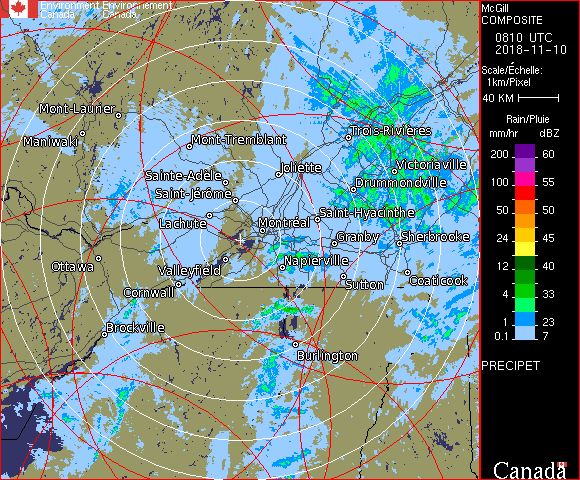 Environment Environnement
Canada Canada
McGill
COMPOSITE
0810 UTC
2018-11-10
Scale/Échelle:
1km/Pixel
40 KM
Rain/Pluie
mm/hr dBZ
200 60
100 55
50 50
24 45
12 40
4 33
1 23
0.1 7
PRECIPET
Canada
Mont-Laurier
Maniwaki
Mont-Tremblant
Trois-Rivières
Joliette
Victoriaville
Sainte-Adèle
Drummondville
Saint-Jérôme
Saint-Hyacinthe
Lachute
Montréal
Granby
Sherbrooke
Ottawa
Valleyfield
Napierville
Coaticook
Sutton
Cornwall
Brockville
Burlington